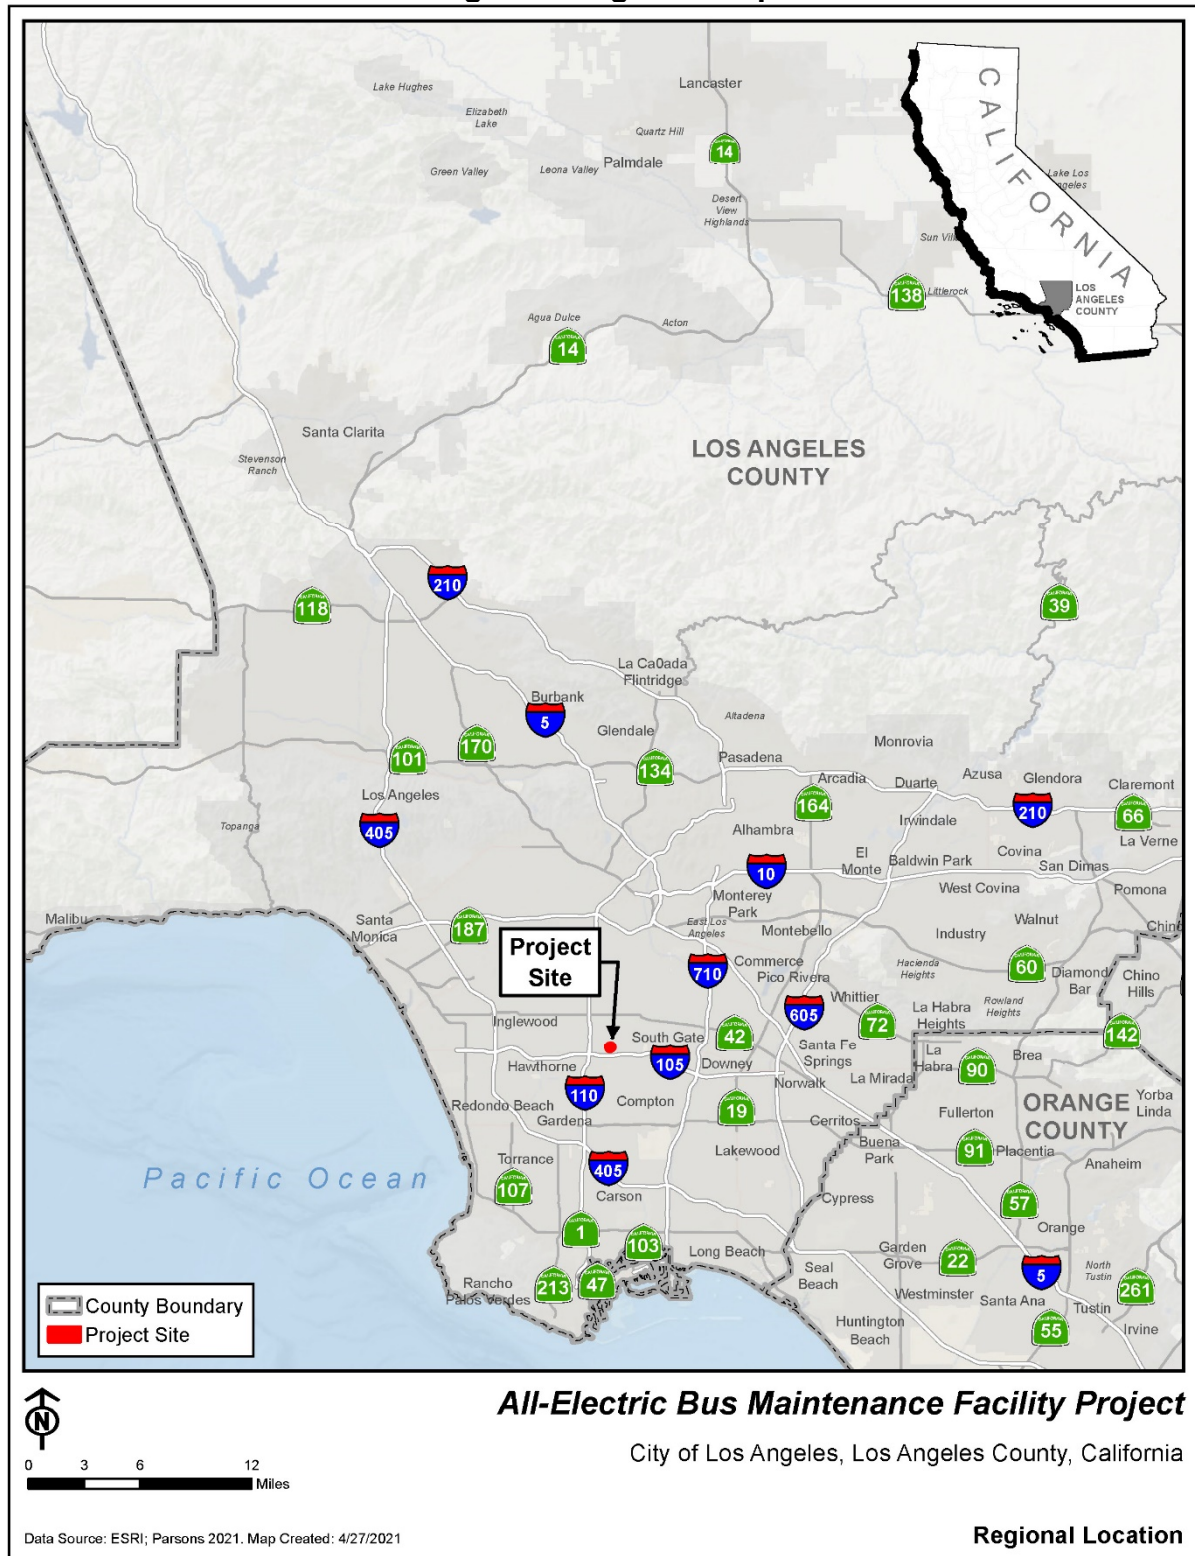 Lake Hughes
Lancaster
Elizabeth
Lake
Quartz Hill
14
Green Valley
Leona Valley
Palmdale
Desert
View
Highlands
CALIFORNIA
LOS
ANGELES
COUNTY
138
Littlerock
Agua Dulce
Acton
14
Santa Clarita
Stevenson
Ranch
LOS ANGELES
COUNTY
210
118
39
La Ca0ada
Flintridge
Burbank
5
Glendale
Altadena
101
170
134
Pasadena
Monrovia
Arcadia
Duarte
Azusa
Glendora
Claremont
Los Angeles
405
164
210
66
Topanga
Alhambra
Irwindale
La Verne
10
El
Monte
Baldwin Park
Covina
San Dimas
Monterey
Park
West Covina
Pomona
Malibu
Santa
Monica
187
East Los
Angeles
Montebello
Walnut
Industry
Project
Site
710
Commerce
Pico Rivera
Hacienda
Heights
60
Diamond
Bar
Chino
Hills
605
Whittier
72
La Habra
Heights
Rowland
Heights
142
Inglewood
South Gate
42
Santa Fe
Springs
La
Habra
Brea
Hawthorne
105
Downey
Norwalk
La Mirada
90
110
Redondo Beach
Gardena
Compton
19
Cerritos
Fullerton
ORANGE
COUNTY
Yorba
Linda
Buena
Park
91
Placentia
Anaheim
Torrance
405
Lakewood
Pacific Ocean
107
Carson
Cypress
57
Orange
1
103
Long Beach
Seal
Beach
Garden
Grove
22
5
North
Tustin
Rancho
Palos Verdes
213
47
Westminster
Santa Ana
Tustin
261
Huntington
Beach
55
Irvine
County Boundary
Project Site
N
0 3 6 12
Miles
All-Electric Bus Maintenance Facility Project
City of Los Angeles, Los Angeles County, California
Data Source: ESRI; Parsons 2021. Map Created: 4/27/2021
Regional Location